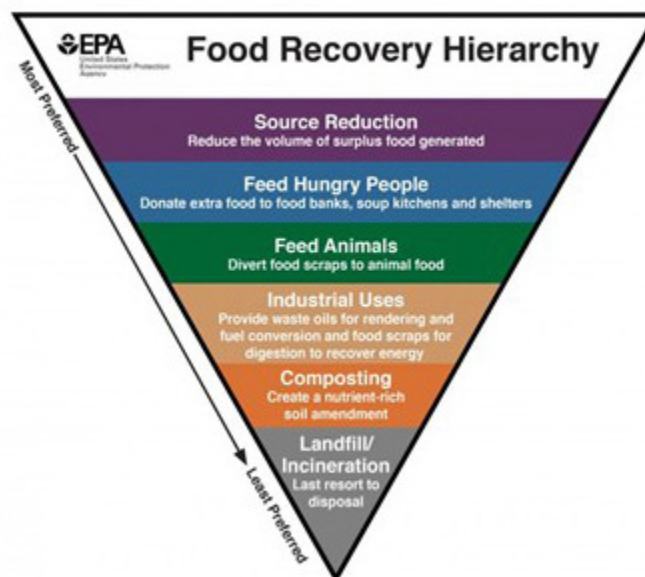 EPA
United States
Environmental Protection
Agency
Food Recovery Hierarchy
Most Preferred
Source Reduction
Reduce the volume of surplus food generated
Feed Hungry People
Donate extra food to food banks, soup kitchens and shelters
Feed Animals
Divert food scraps to animal food
Industrial Uses
Provide waste oils for rendering and
fuel conversion and food scraps for
digestion to recover energy
Composting
Create a nutrient-rich
soil amendment
Landfill/
Incineration
Last resort to
disposal
Least Preferred